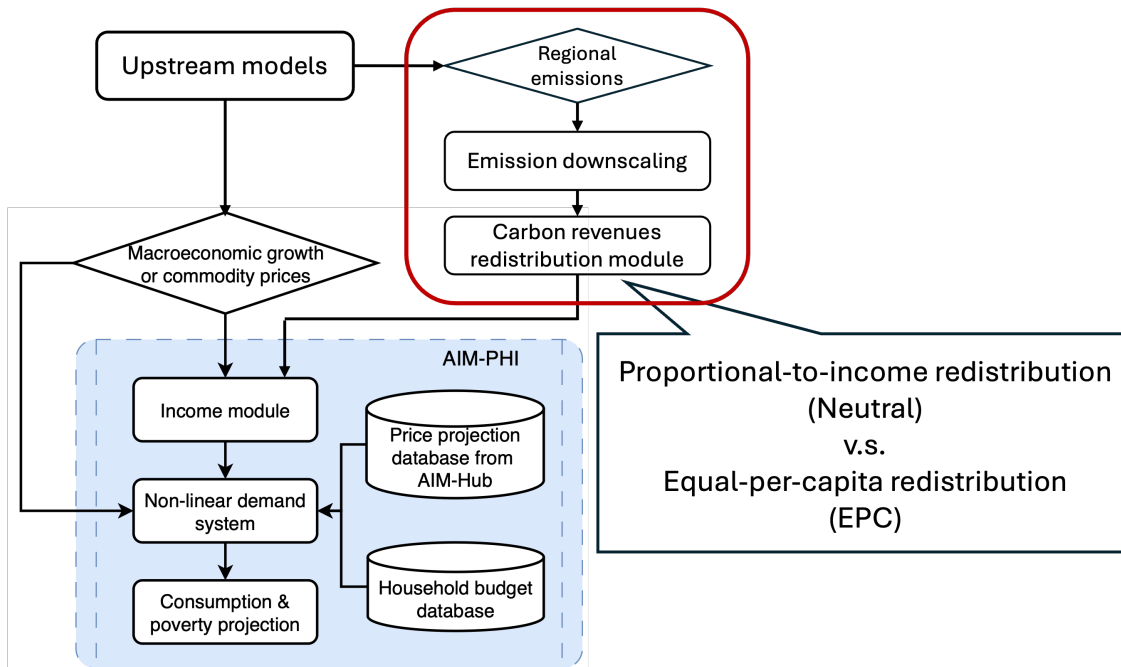 Upstream models
Regional
emissions
Emission downscaling
Carbon revenues
redistribution module
Macroeconomic growth
or commodity prices
AIM-PHI
Income module
Price projection
database from
AIM-Hub
Non-linear demand
system
Household budget
database
Consumption &
poverty projection
Proportional-to-income redistribution
(Neutral)
v.s.
Equal-per-capita redistribution
(EPC)